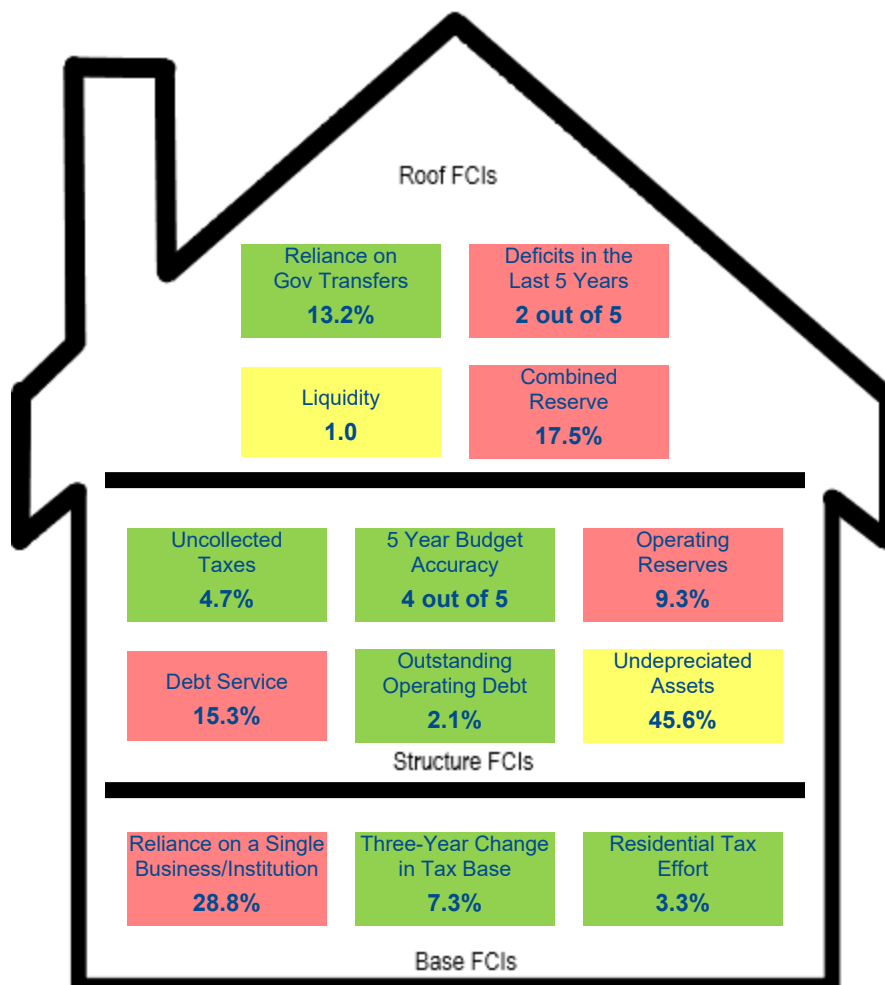 Roof FCIs
Reliance on
Gov Transfers
13.2%
Deficits in the
Last 5 Years
2 out of 5
Liquidity
1.0
Combined
Reserve
17.5%
Uncollected
Taxes
4.7%
5 Year Budget
Accuracy
4 out of 5
Operating
Reserves
9.3%
Debt Service
15.3%
Outstanding
Operating Debt
2.1%
Undepreciated
Assets
45.6%
Structure FCIs
Reliance on a Single
Business/Institution
28.8%
Three-Year Change
in Tax Base
7.3%
Residential Tax
Effort
3.3%
Base FCIs